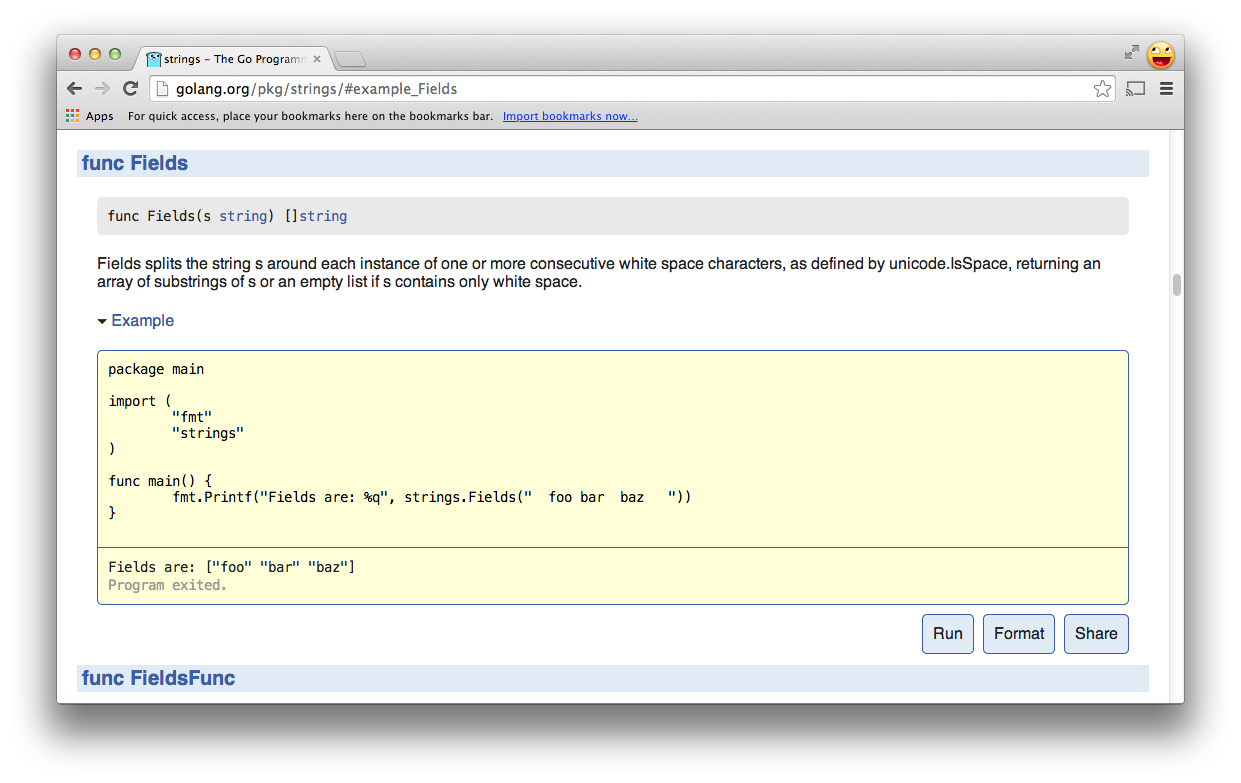 strings - The Go Programm
golang.org/pkg/strings/#example_Fields
Apps For quick access, place your bookmarks here on the bookmarks bar. Import bookmarks now...
func Fields
func Fields(s string) []string
Fields splits the string s around each instance of one or more consecutive white space characters, as defined by unicode.IsSpace, returning an
array of substrings of s or an empty list if s contains only white space.
Example
package main
import (
"fmt"
"strings"
)
func main() {
fmt.Printf("Fields are: %q", strings.Fields("  foo bar  baz   "))
}
Fields are: ["foo" "bar" "baz"]
Program exited.
Run Format Share
func FieldsFunc